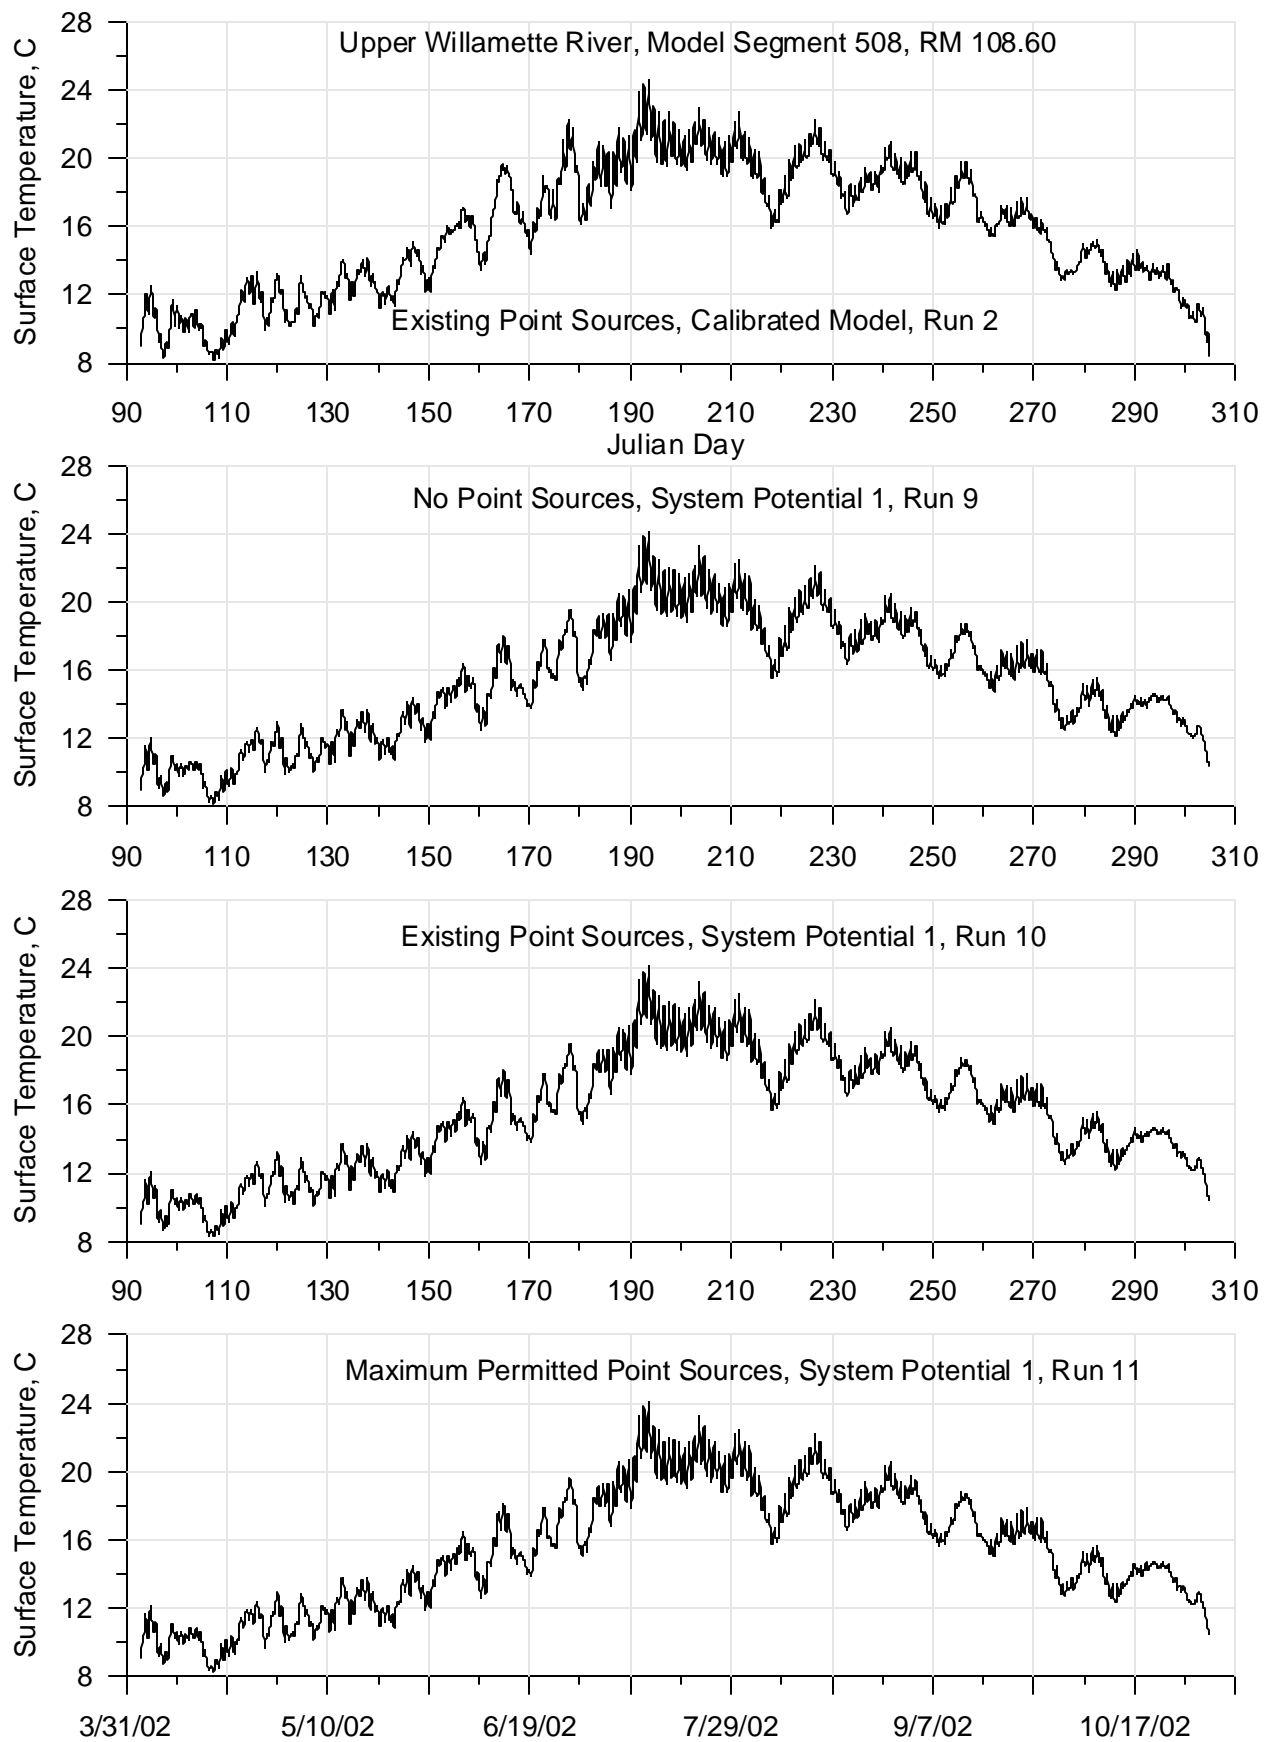 28
Upper Willamette River, Model Segment 508, RM 108.60
24
20
16
12
Existing Point Sources, Calibrated Model, Run 2
8
Surface Temperature, C
90 110 130 150 170 190 210 230 250 270 290 310
Julian Day
28
No Point Sources, System Potential 1, Run 9
24
20
16
12
8
Surface Temperature, C
90 110 130 150 170 190 210 230 250 270 290 310
28
Existing Point Sources, System Potential 1, Run 10
24
20
16
12
8
Surface Temperature, C
90 110 130 150 170 190 210 230 250 270 290 310
28
Maximum Permitted Point Sources, System Potential 1, Run 11
24
20
16
12
8
Surface Temperature, C
3/31/02 5/10/02 6/19/02 7/29/02 9/7/02 10/17/02